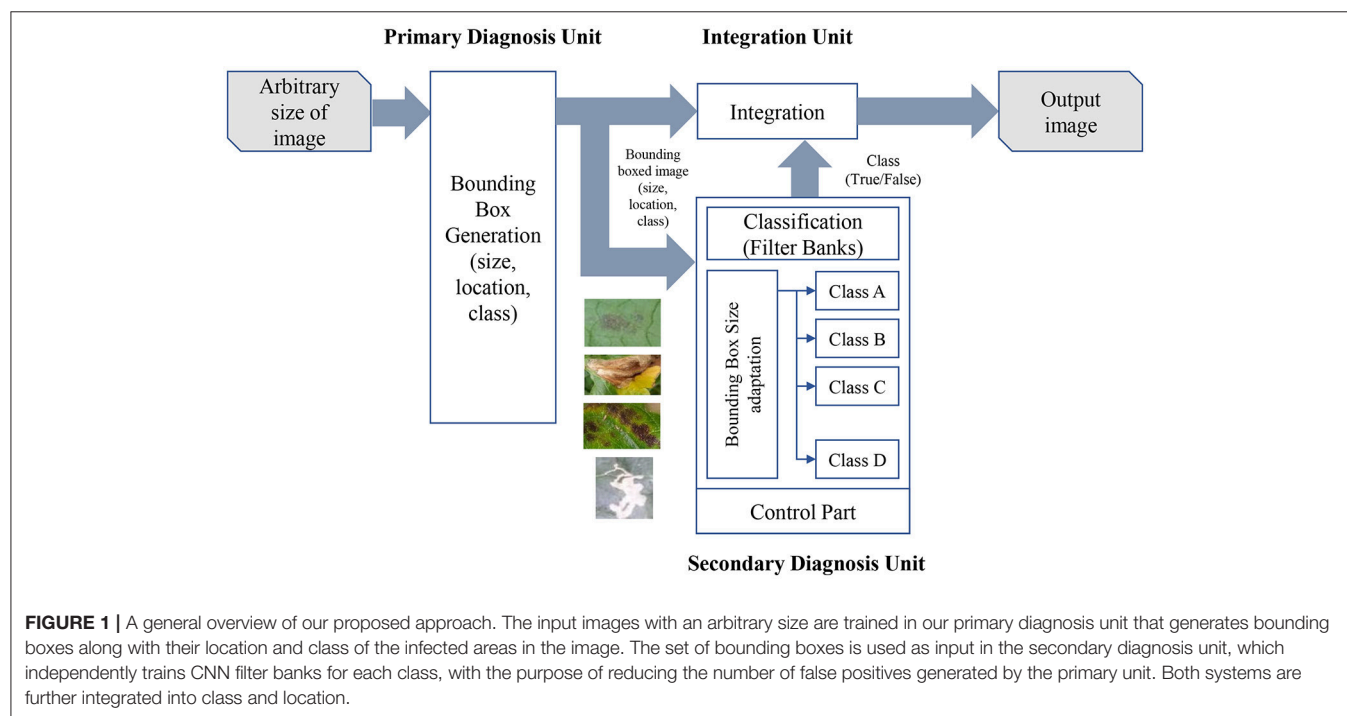 Primary Diagnosis Unit
Integration Unit
Arbitrary
size of
image
Bounding
Box
Generation
(size,
location,
class)
Bounding
boxed image
(size,
location,
class)
Integration
Output
image
Class
(True/False)
Classification
(Filter Banks)
Bounding Box Size
adaptation
Class A
Class B
Class C
Class D
Control Part
Secondary Diagnosis Unit
FIGURE 1 | A general overview of our proposed approach. The input images with an arbitrary size are trained in our primary diagnosis unit that generates bounding
boxes along with their location and class of the infected areas in the image. The set of bounding boxes is used as input in the secondary diagnosis unit, which
independently trains CNN filter banks for each class, with the purpose of reducing the number of false positives generated by the primary unit. Both systems are
further integrated into class and location.